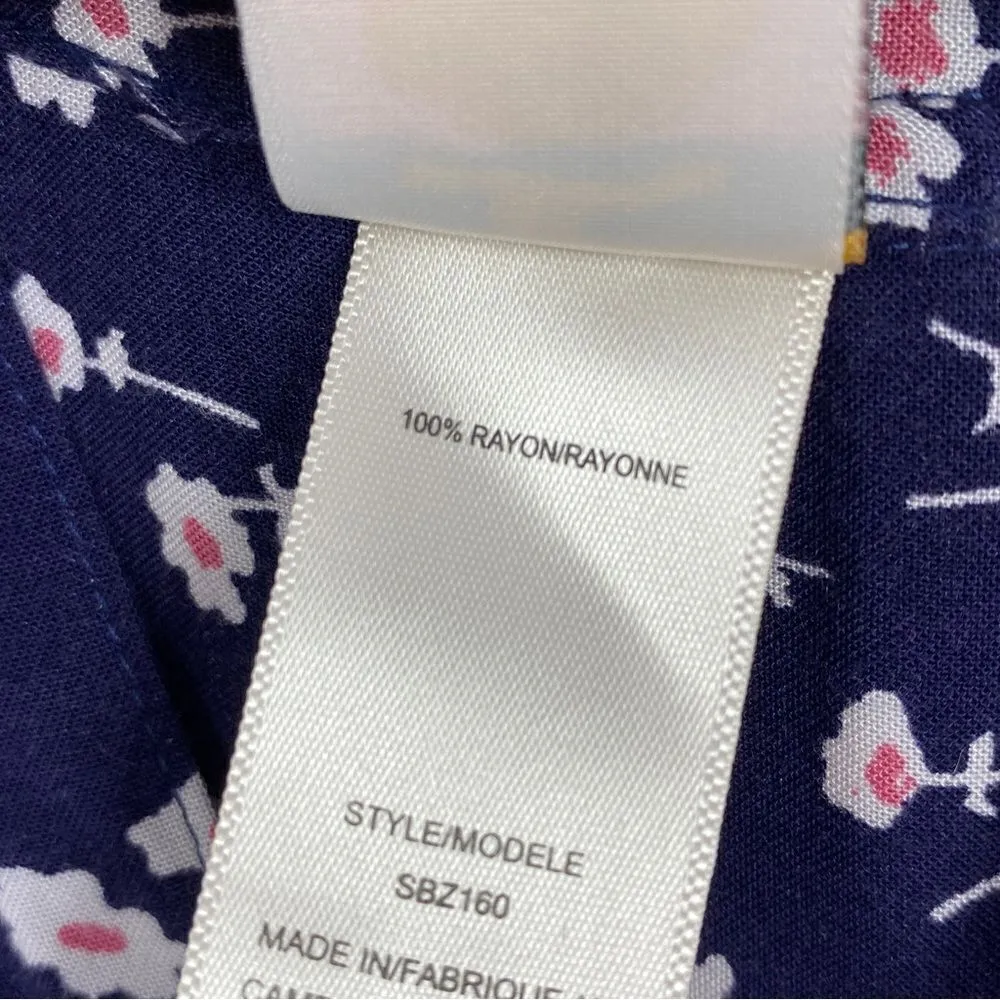 100% RAYON/RAYONNE
STYLE/MODELE
SBZ160
MADE IN/FABRIQUE